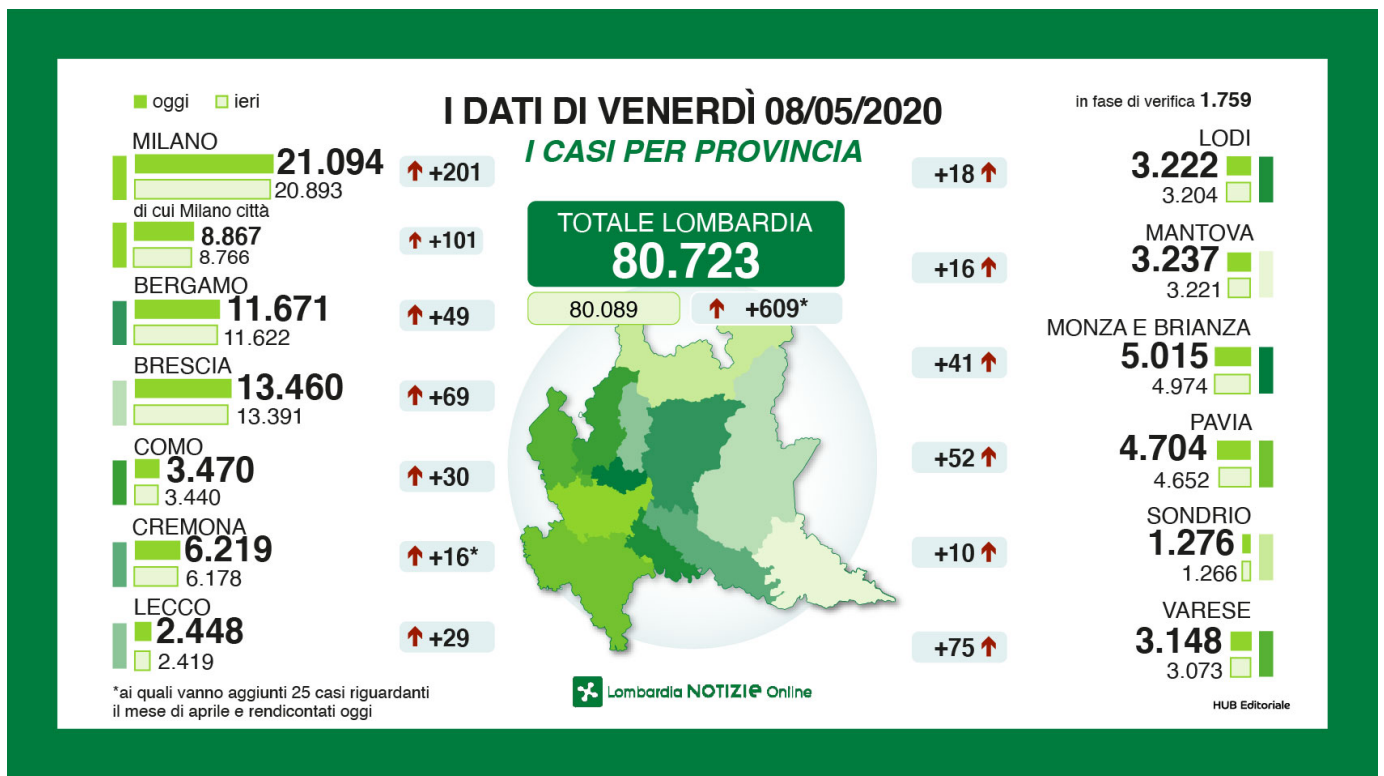 oggi ieri
I DATI DI VENERDÌ 08/05/2020
I CASI PER PROVINCIA
in fase di verifica 1.759
MILANO
21.094
20.893
+201
di cui Milano città
8.867
8.766
+101
BERGAMO
11.671
11.622
+49
BRESCIA
13.460
13.391
+69
COMO
3.470
3.440
+30
CREMONA
6.219
6.178
+16*
LECCO
2.448
2.419
+29
*ai quali vanno aggiunti 25 casi riguardanti
il mese di aprile e rendicontati oggi
TOTALE LOMBARDIA
80.723
80.089
+609*
Lombardia NOTIZIE Online
LODI
3.222
3.204
+18
MANTOVA
3.237
3.221
+16
MONZA E BRIANZA
5.015
4.974
+41
PAVIA
4.704
4.652
+52
SONDRIO
1.276
1.266
+10
VARESE
3.148
3.073
+75
HUB Editoriale